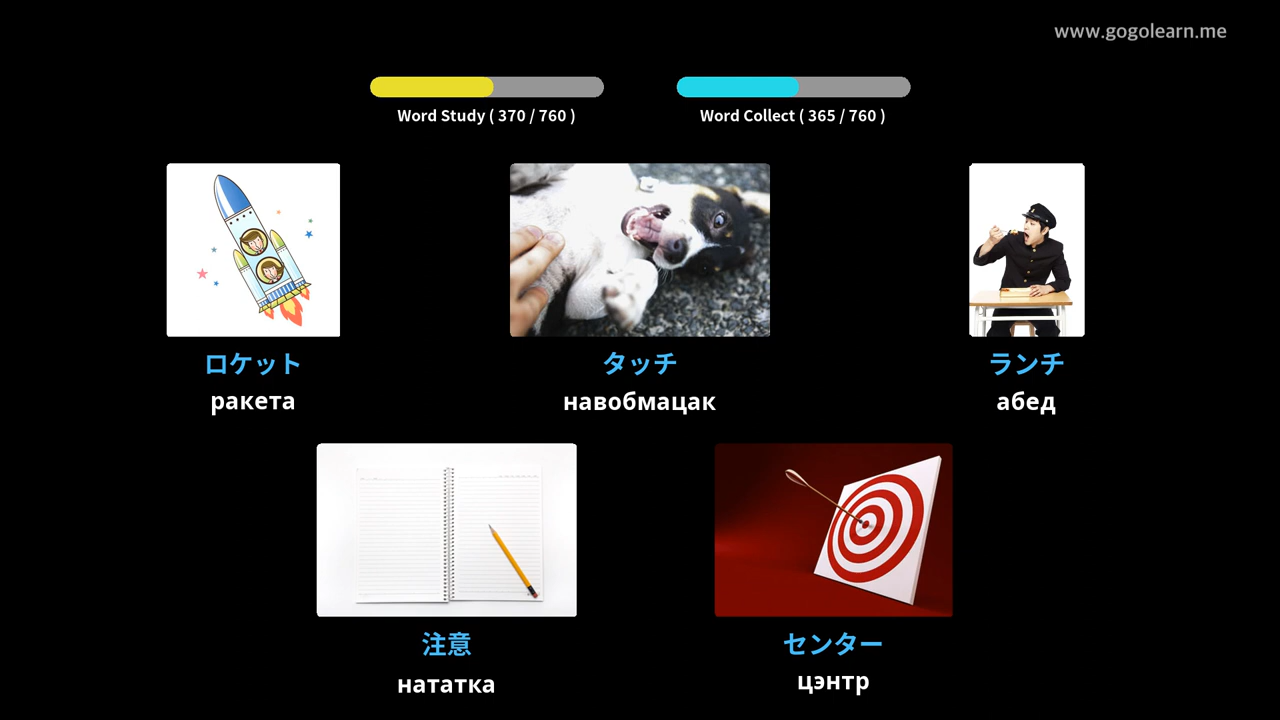 www.gogolearn.me
Word Study ( 370 / 760 )
Word Collect ( 365 / 760 )
ロケット
ракета
タッチ
навобмацак
ランチ
абед
注意
нататка
センター
цэнтр